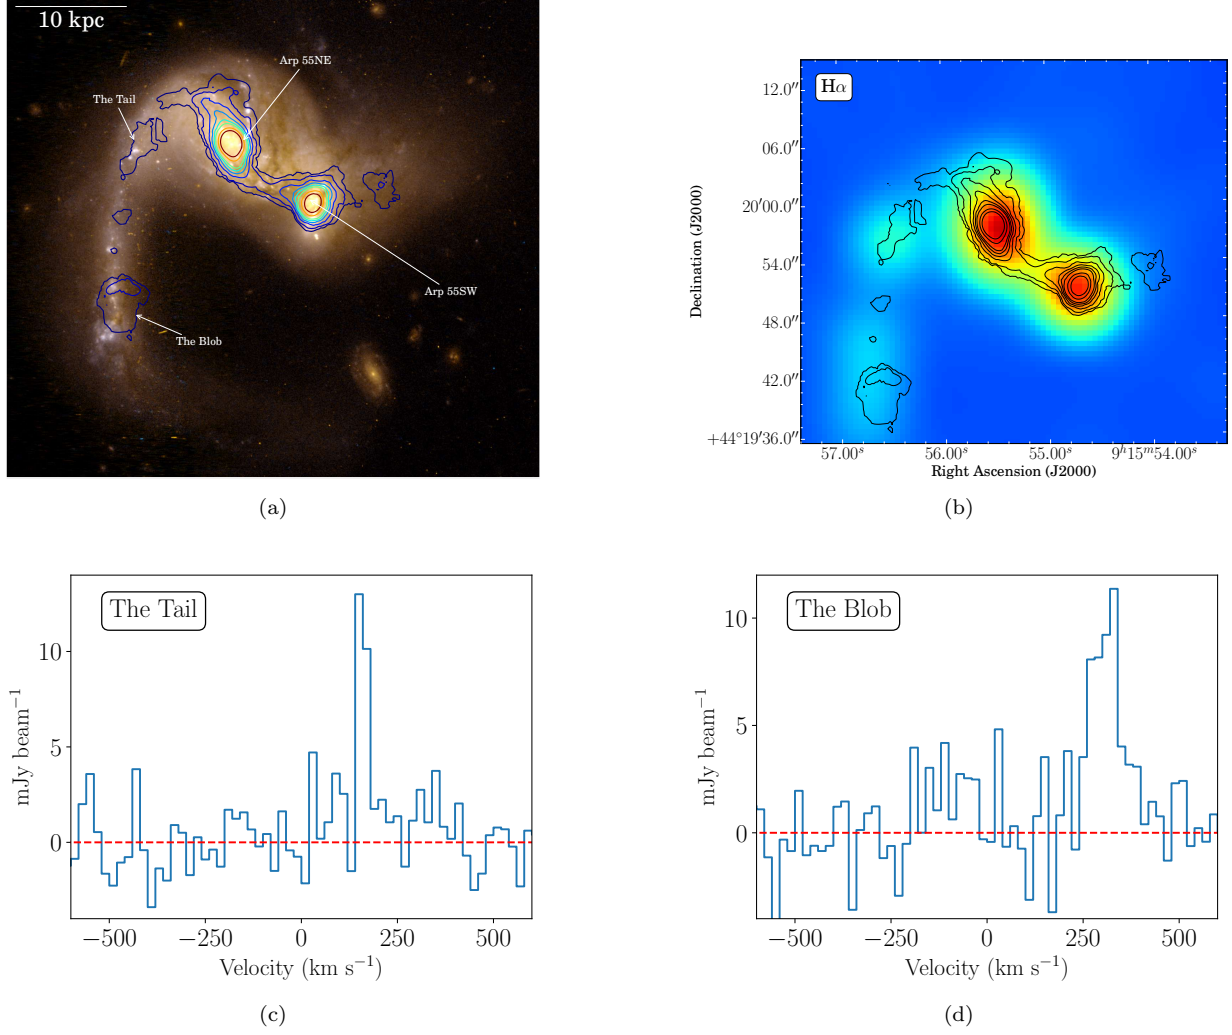 10 kpc
Arp 55NE
The Tail
Arp 55SW
The Blob
(a)
Hα
12.0″
06.0″
20′00.0″
54.0″
48.0″
42.0″
+44°19′36.0″
Declination (J2000)
57.00ˢ
56.00ˢ
55.00ˢ
9ʰ15ᵐ54.00ˢ
Right Ascension (J2000)
(b)
The Tail
10
5
0
mJy beam⁻¹
−500
−250
0
250
500
Velocity (km s⁻¹)
(c)
The Blob
10
5
0
mJy beam⁻¹
−500
−250
0
250
500
Velocity (km s⁻¹)
(d)